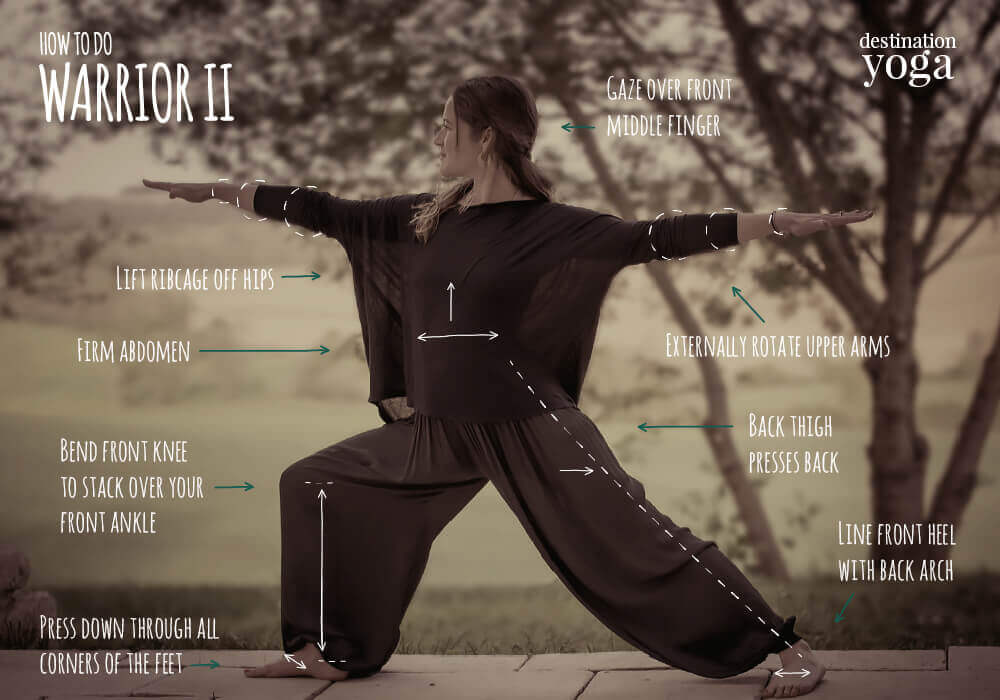 HOW TO DO
WARRIOR II
destination
yoga
GAZE OVER FRONT
MIDDLE FINGER
LIFT RIBCAGE OFF HIPS
FIRM ABDOMEN
EXTERNALLY ROTATE UPPER ARMS
BACK THIGH
PRESSES BACK
BEND FRONT KNEE
TO STACK OVER YOUR
FRONT ANKLE
LINE FRONT HEEL
WITH BACK ARCH
PRESS DOWN THROUGH ALL
CORNERS OF THE FEET